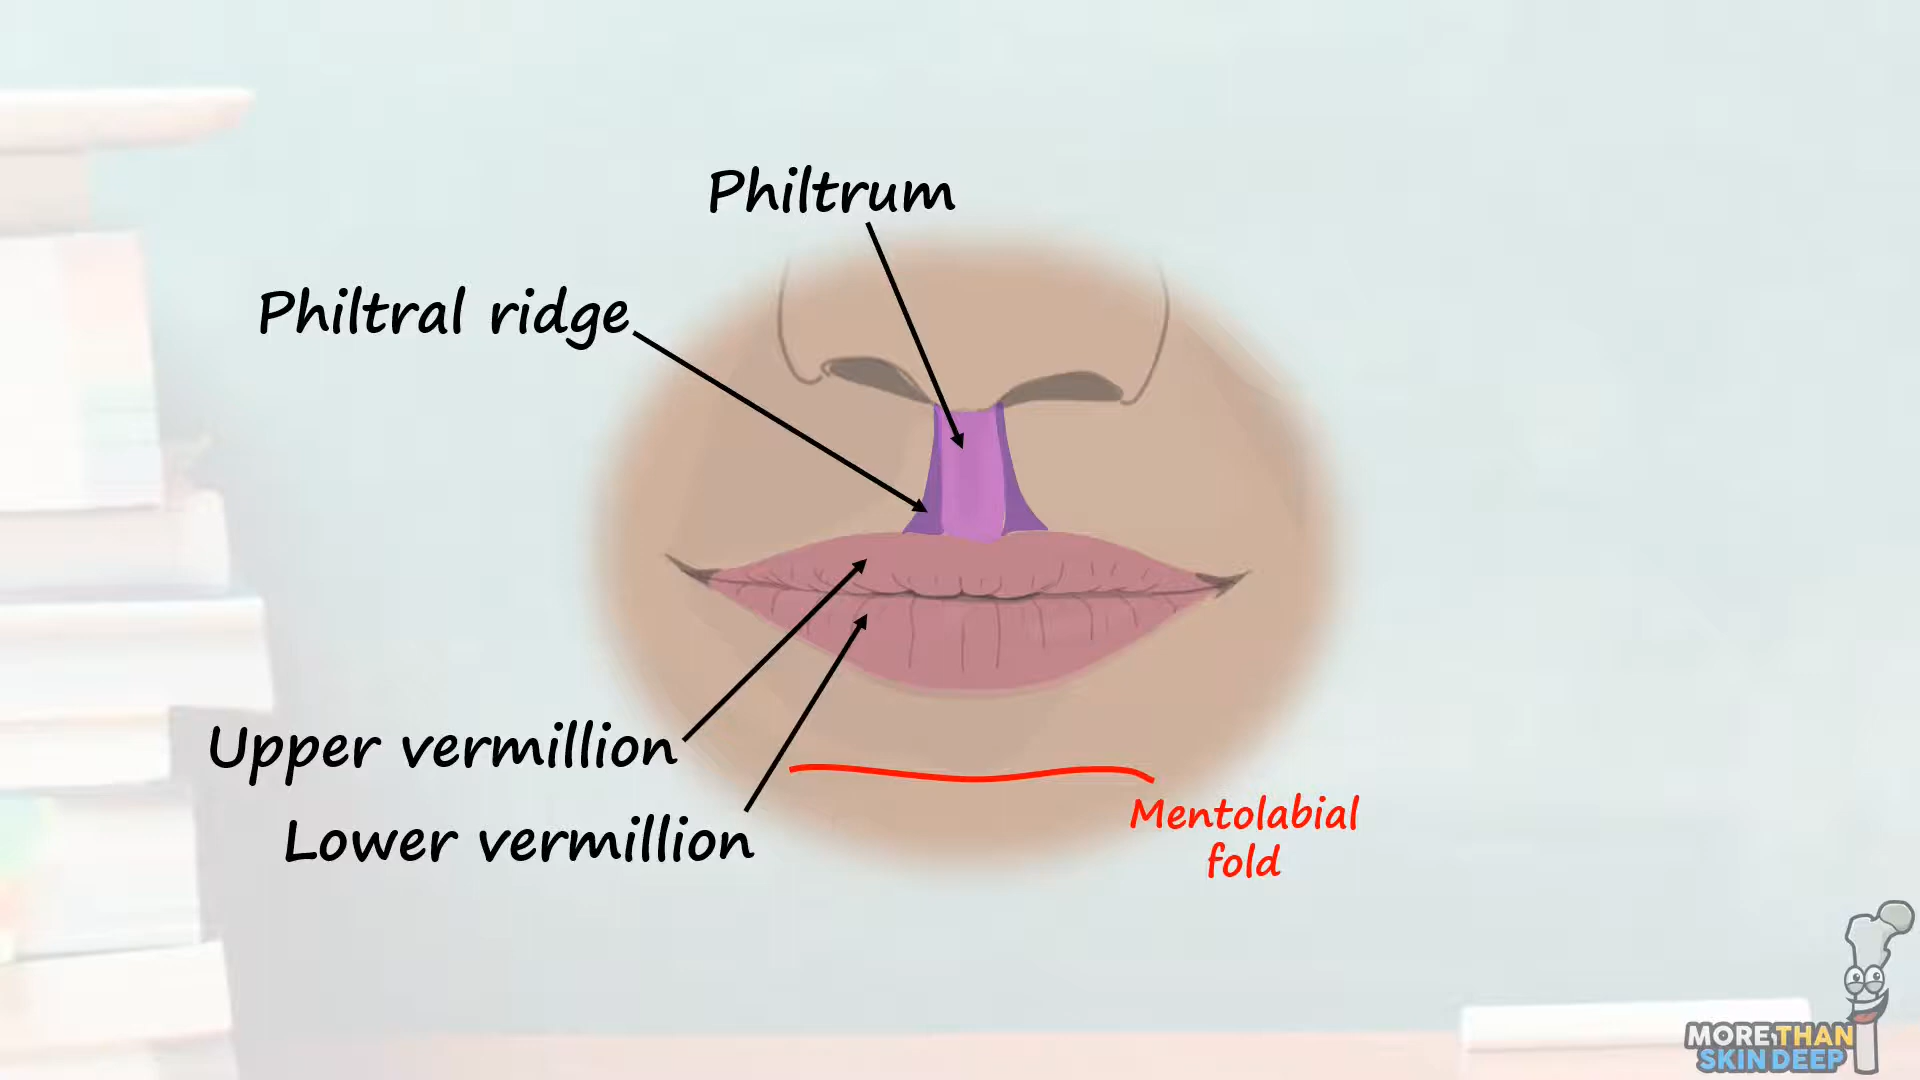 Philtrum
Philtral ridge
Upper vermillion
Lower vermillion
Mentolabial
fold
MORE THAN
SKIN DEEP